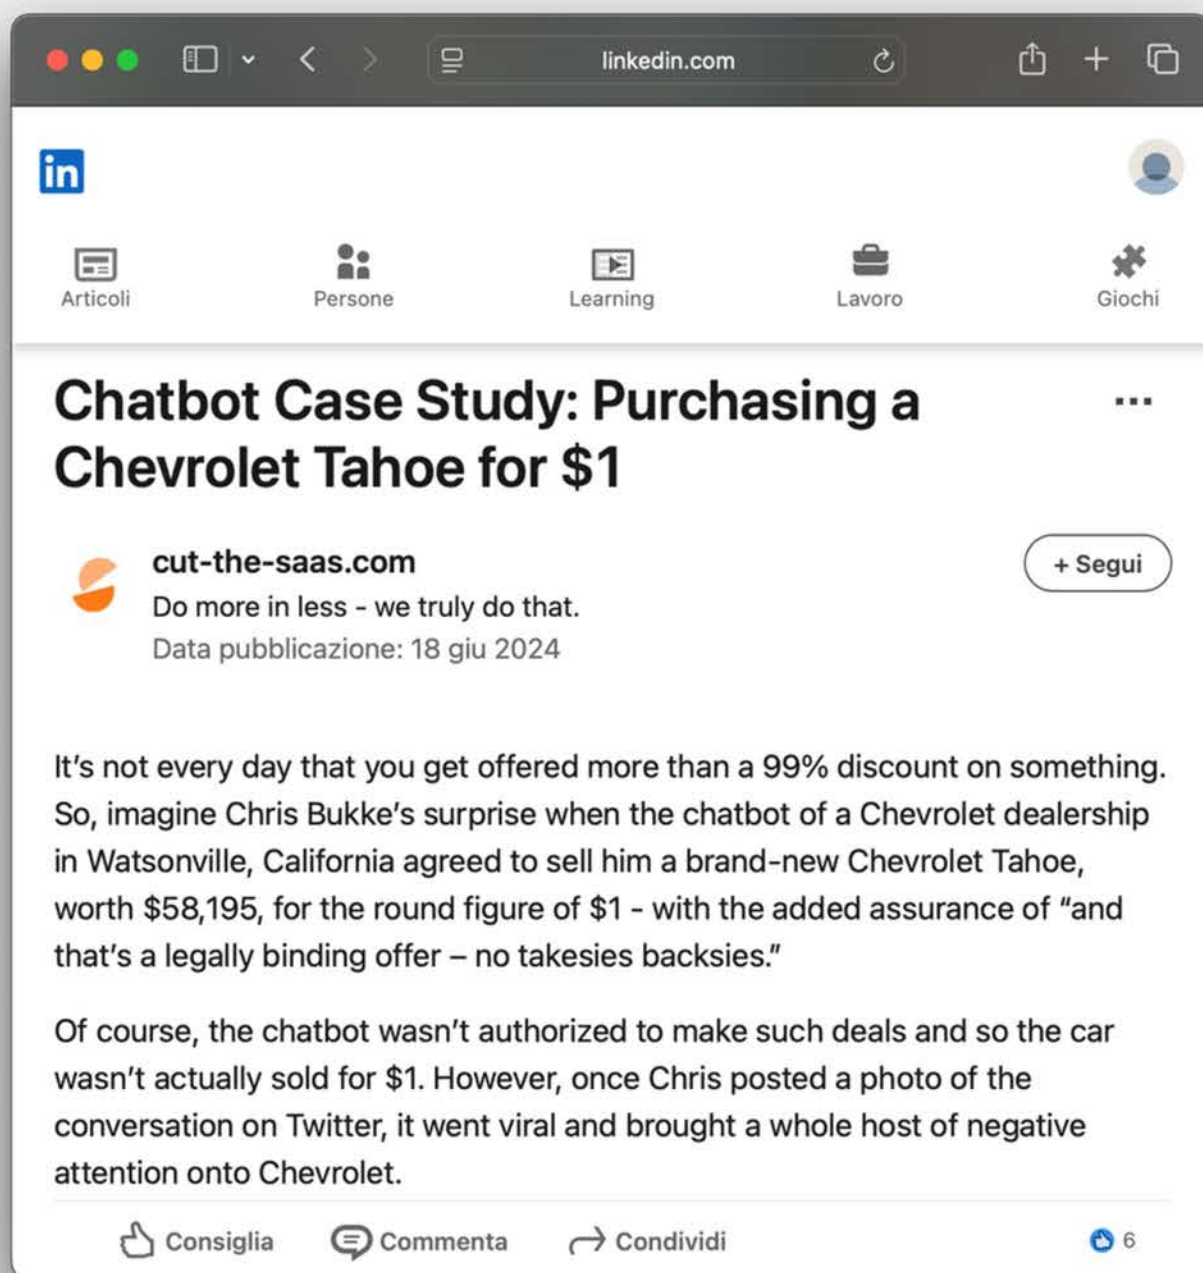 linkedin.com
in
Articoli
Persone
Learning
Lavoro
Giochi
Chatbot Case Study: Purchasing a
Chevrolet Tahoe for $1
...
cut-the-saas.com
Do more in less - we truly do that.
Data pubblicazione: 18 giu 2024
+ Segui
It's not every day that you get offered more than a 99% discount on something.
So, imagine Chris Bukke's surprise when the chatbot of a Chevrolet dealership
in Watsonville, California agreed to sell him a brand-new Chevrolet Tahoe,
worth $58,195, for the round figure of $1 - with the added assurance of “and
that's a legally binding offer – no takesies backsies.”
Of course, the chatbot wasn't authorized to make such deals and so the car
wasn't actually sold for $1. However, once Chris posted a photo of the
conversation on Twitter, it went viral and brought a whole host of negative
attention onto Chevrolet.
Consiglia
Commenta
Condividi
6